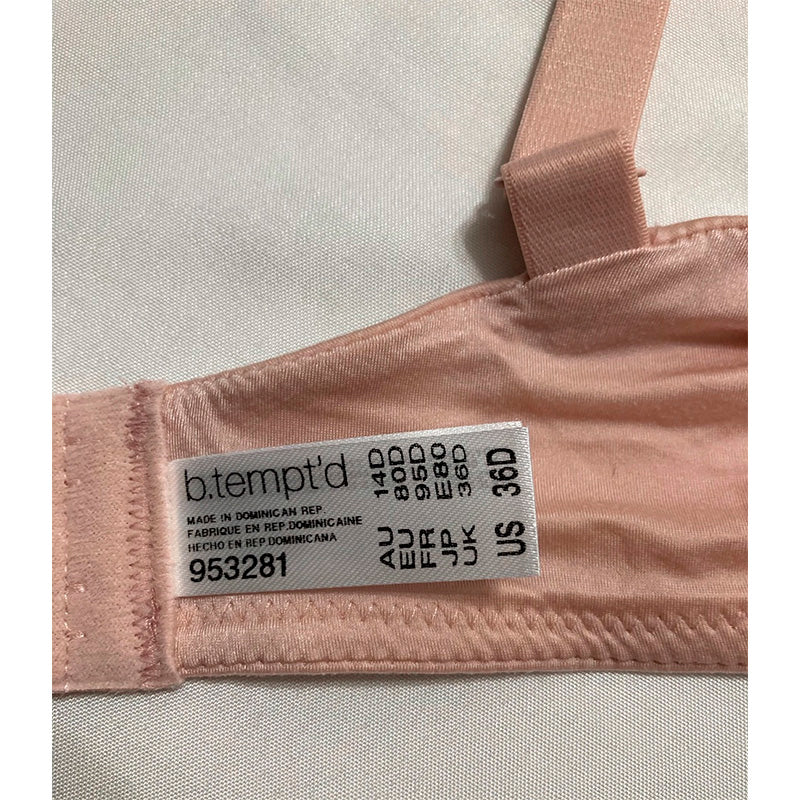 b.tempt'd
MADE IN DOMINICAN REP.
FABRIQUE EN REP.DOMINICAINE
HECHO EN REP.DOMINICANA
953281
AU 14D
EU 80D
FR 95D
JP E80
UK 36D
US 36D